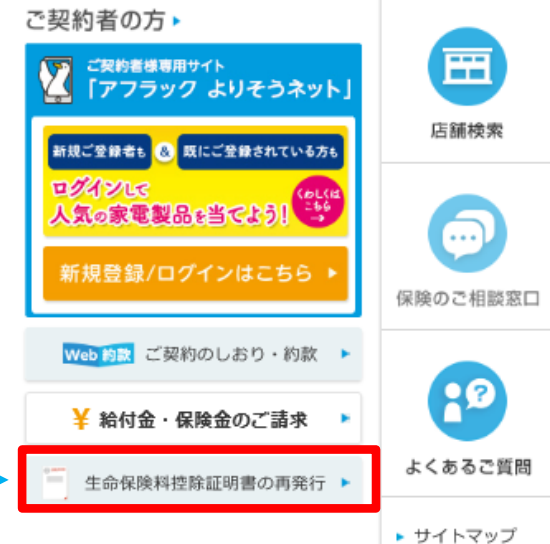 ご契約者の方
ご契約者様専用サイト
「アフラック よりそうネット」
新規ご登録者も & 既にご登録されている方も
ログインして
人気の家電製品を当てよう!
くわしくは
こちら
新規登録/ログインはこちら
Web 約款 ご契約のしおり・約款
¥ 給付金・保険金のご請求
生命保険料控除証明書の再発行
店舗検索
保険のご相談窓口
よくあるご質問
サイトマップ